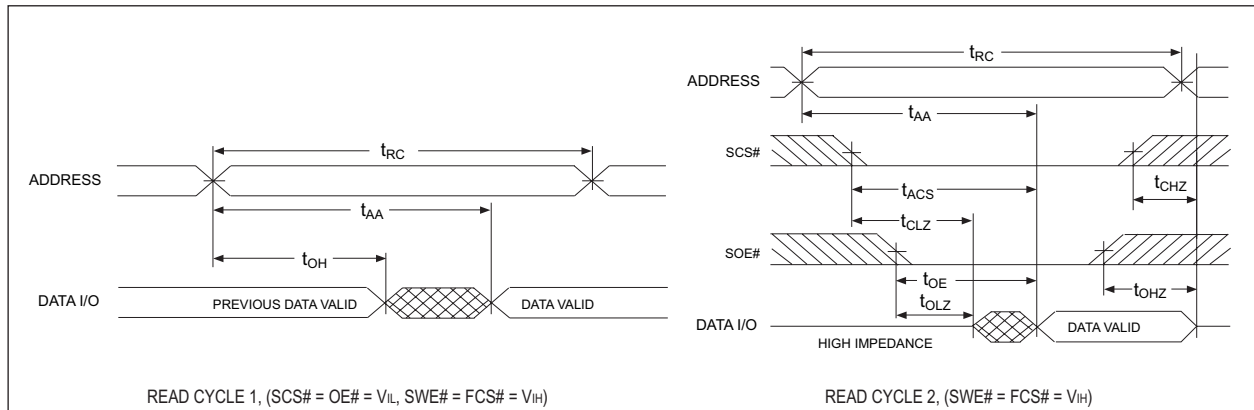 tRC
ADDRESS
tAA
tOH
DATA I/O
PREVIOUS DATA VALID
DATA VALID
READ CYCLE 1, (SCS# = OE# = VIL, SWE# = FCS# = VIH)
tRC
ADDRESS
tAA
SCS#
tACS
tCHZ
tCLZ
SOE#
tOE
tOHZ
tOLZ
DATA I/O
HIGH IMPEDANCE
DATA VALID
READ CYCLE 2, (SWE# = FCS# = VIH)